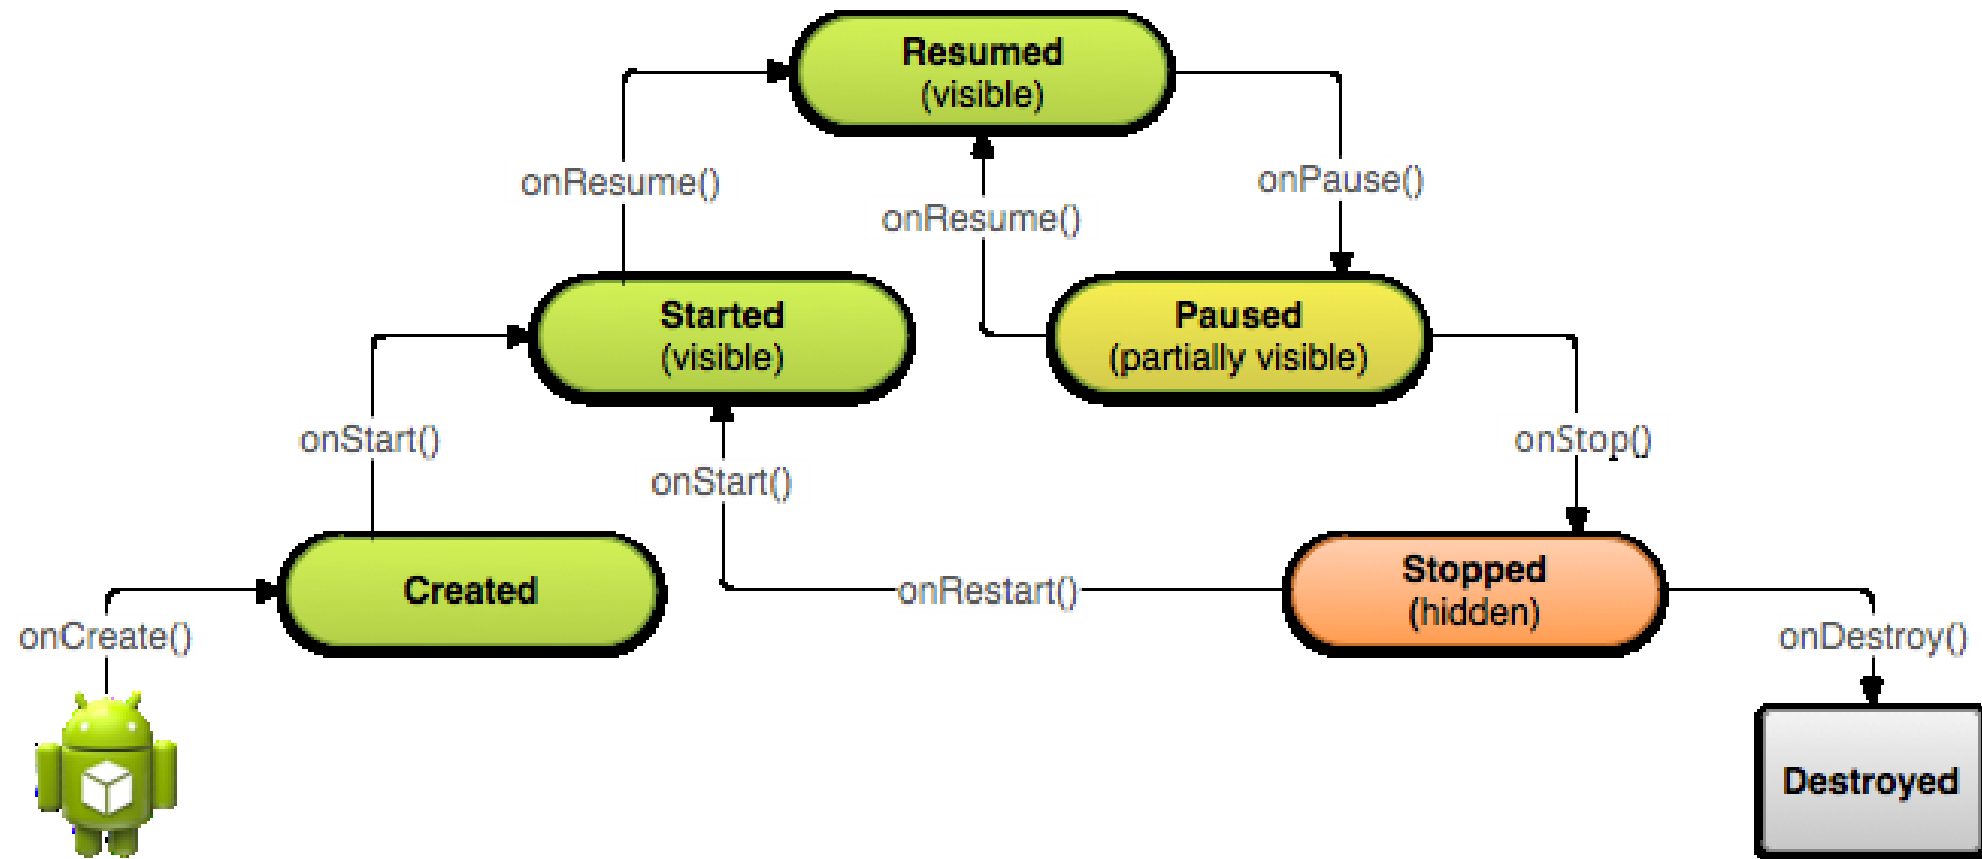 Resumed
(visible)
onResume()
onPause()
onResume()
Started
(visible)
Paused
(partially visible)
onStart()
onStop()
onStart()
Created
onRestart()
Stopped
(hidden)
onCreate()
onDestroy()
Destroyed